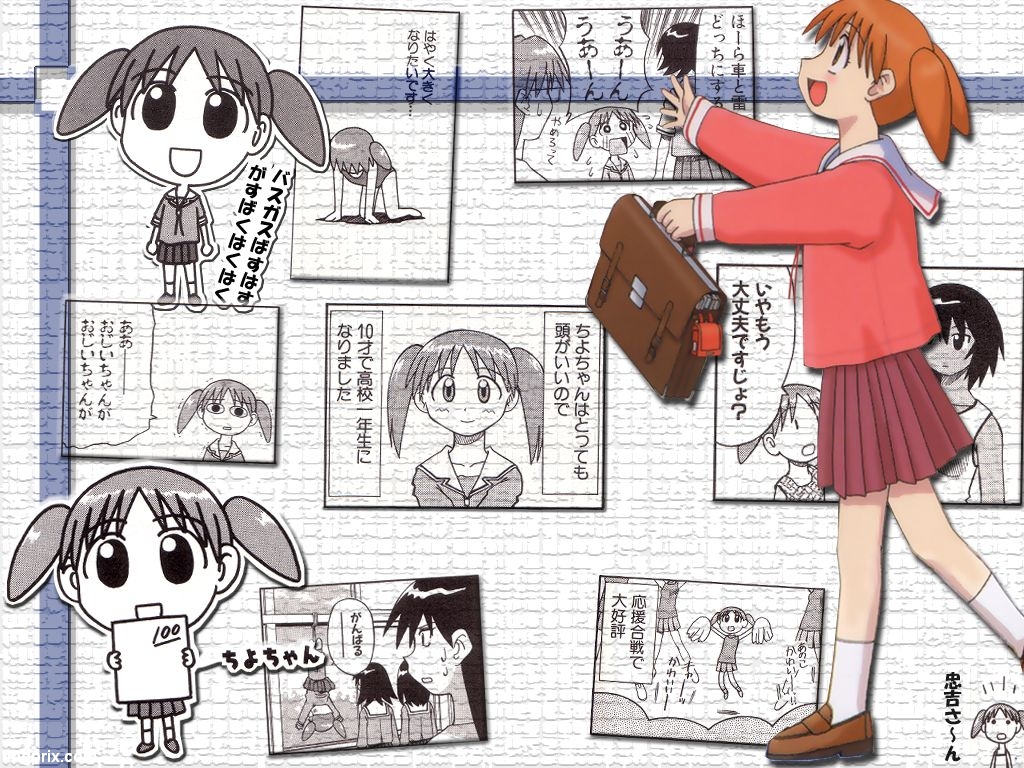 はやく大きく
なりたいです…
ほーら車と雷
どっちにする
うあーん
うあーん
やめろって
バスガスばすはす
がすばくはくはく
いやもう
大丈夫ですじょ？
ああ――
おじいちゃんが
おじいちゃんが
ちよちゃんはとっても
頭がいいので
10才で高校一年生に
なりました
100
ちよちゃん
がんばる
応援合戦で
大好評
かわいい!!
あのこ
かわいー!!
忠吉さ〜ん